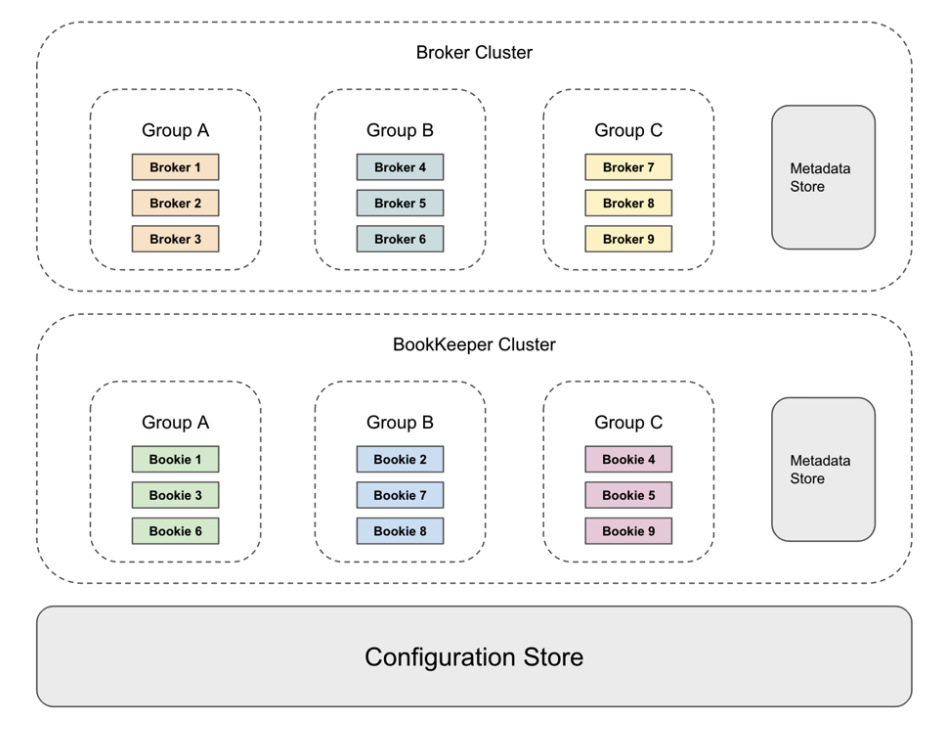 Broker Cluster
Group A
Broker 1
Broker 2
Broker 3
Group B
Broker 4
Broker 5
Broker 6
Group C
Broker 7
Broker 8
Broker 9
Metadata
Store
BookKeeper Cluster
Group A
Bookie 1
Bookie 3
Bookie 6
Group B
Bookie 2
Bookie 7
Bookie 8
Group C
Bookie 4
Bookie 5
Bookie 9
Metadata
Store
Configuration Store